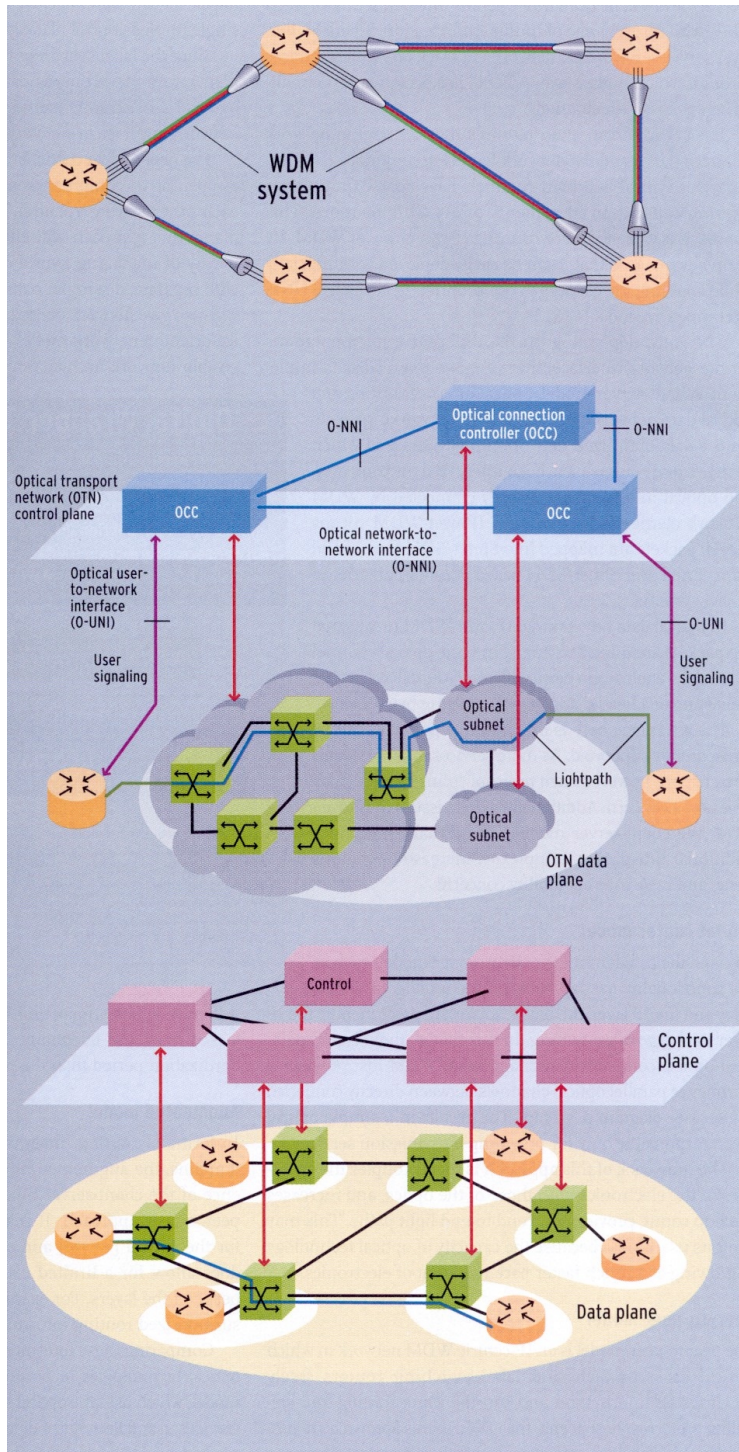 WDM
system
Optical connection
controller (OCC)
O-NNI
O-NNI
Optical transport
network (OTN)
control plane
OCC
OCC
Optical network-to-
network interface
(O-NNI)
Optical user-
to-network
interface
(O-UNI)
O-UNI
User
signaling
User
signaling
Optical
subnet
Lightpath
Optical
subnet
OTN data
plane
Control
Control
plane
Data plane